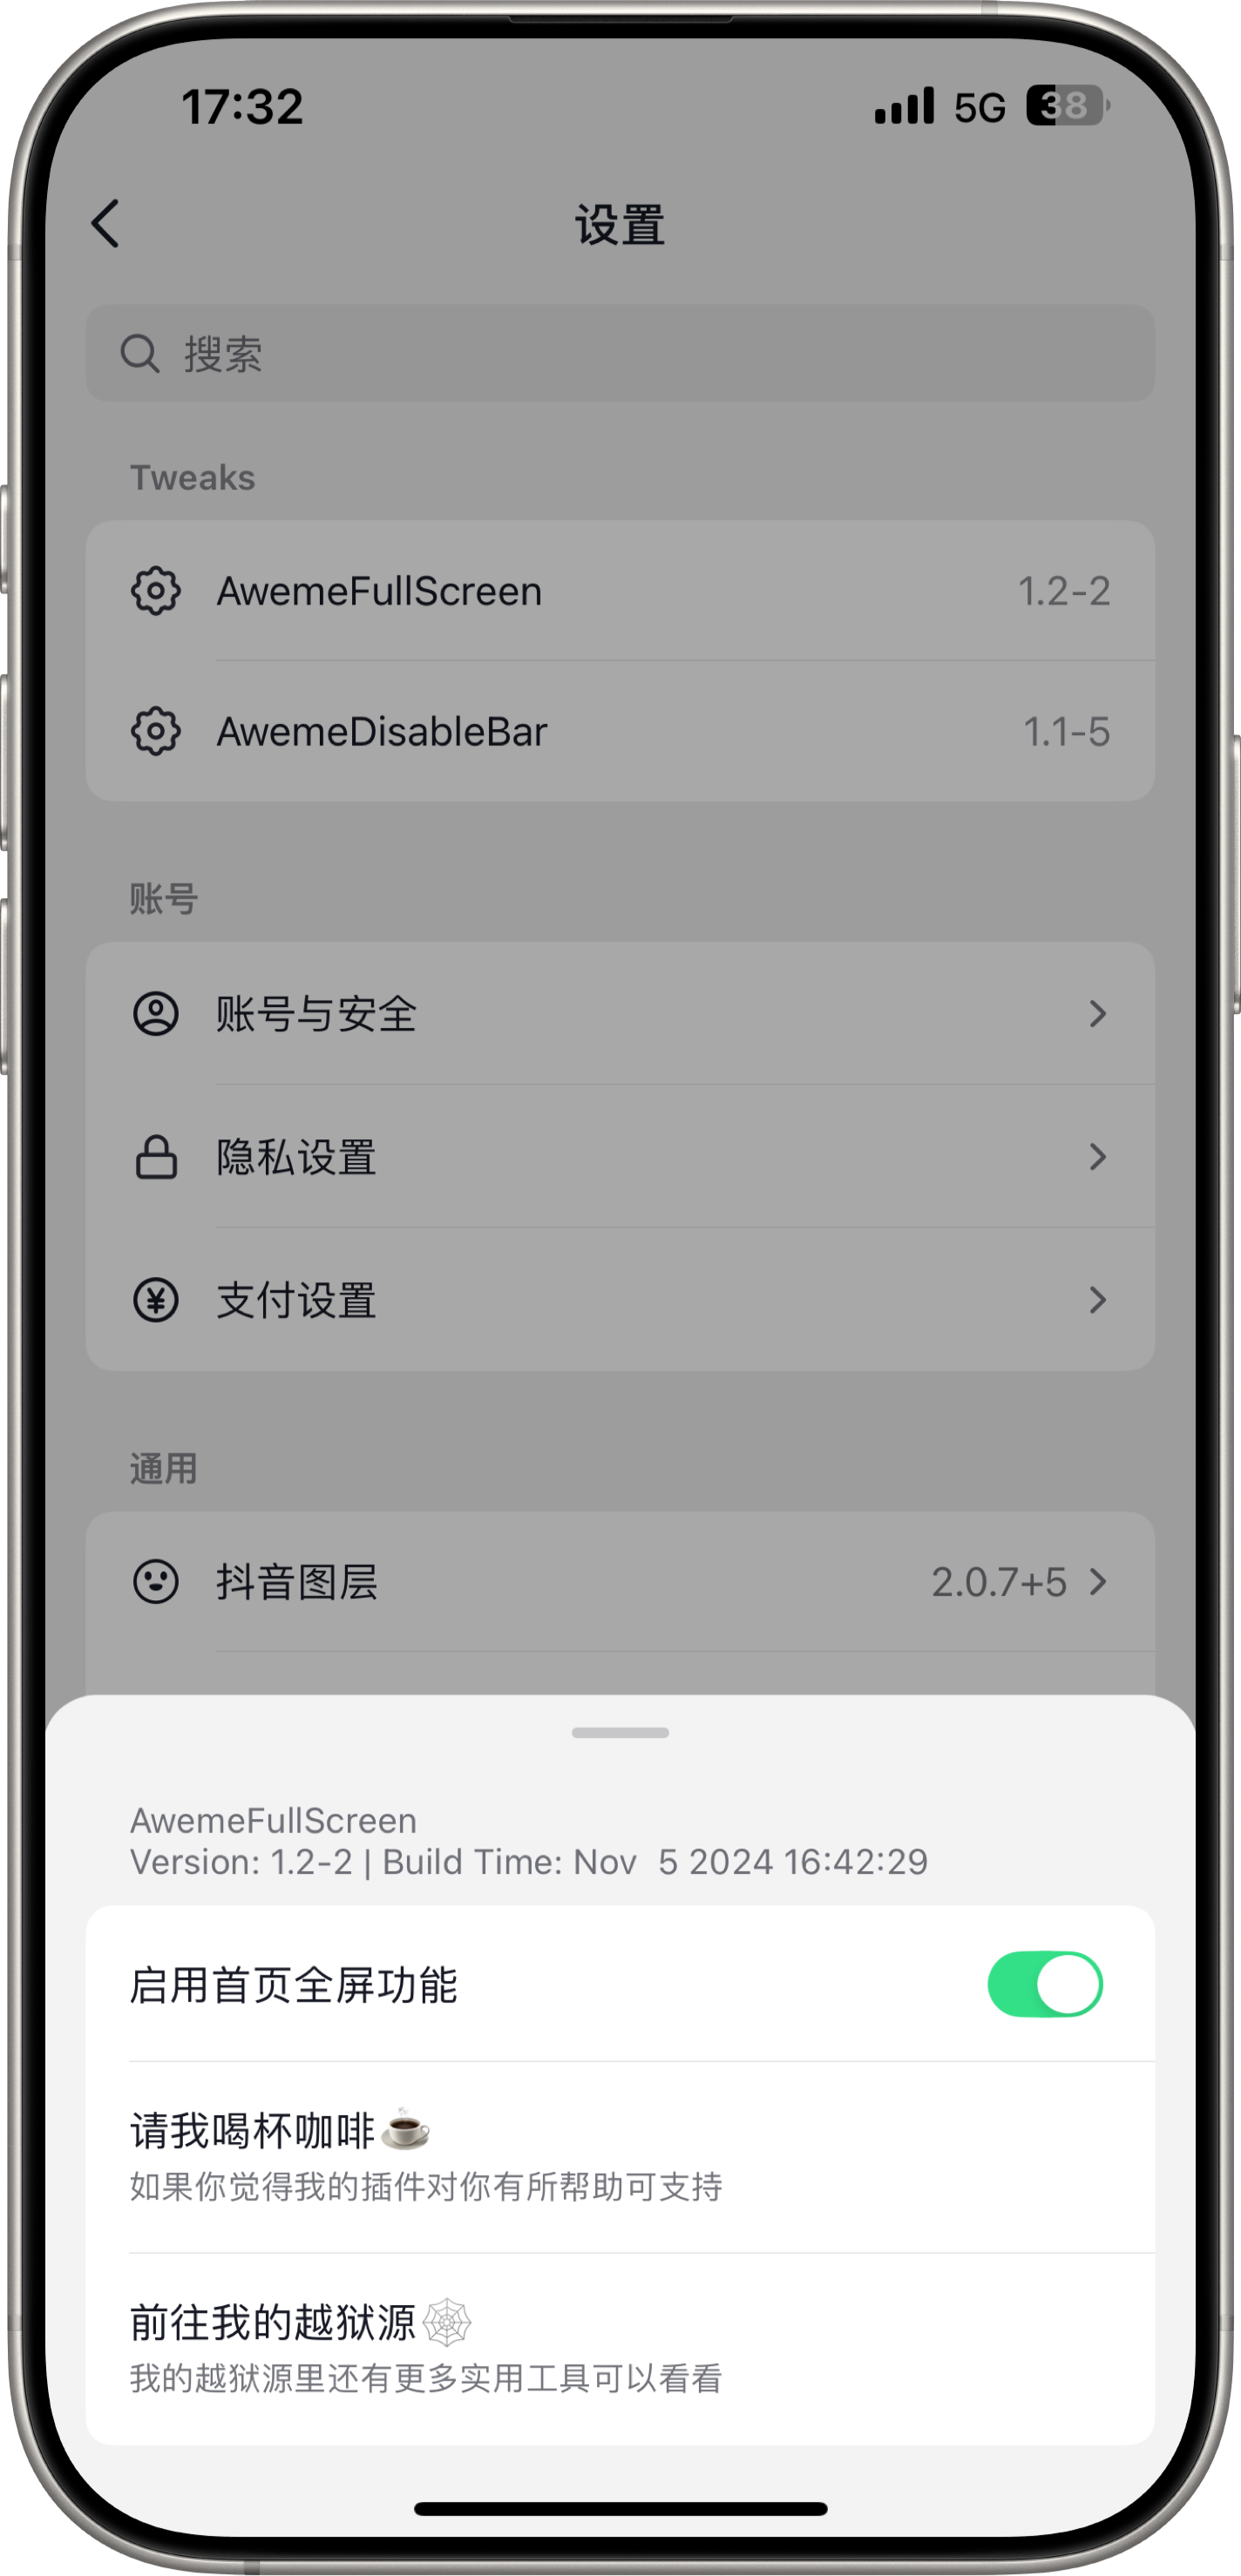 17:32
5G 38
设置
搜索
Tweaks
AwemeFullScreen 1.2-2
AwemeDisableBar 1.1-5
账号
账号与安全
隐私设置
支付设置
通用
抖音图层 2.0.7+5
AwemeFullScreen
Version: 1.2-2 | Build Time: Nov  5 2024 16:42:29
启用首页全屏功能
请我喝杯咖啡☕️
如果你觉得我的插件对你有所帮助可支持
前往我的越狱源🕸️
我的越狱源里还有更多实用工具可以看看